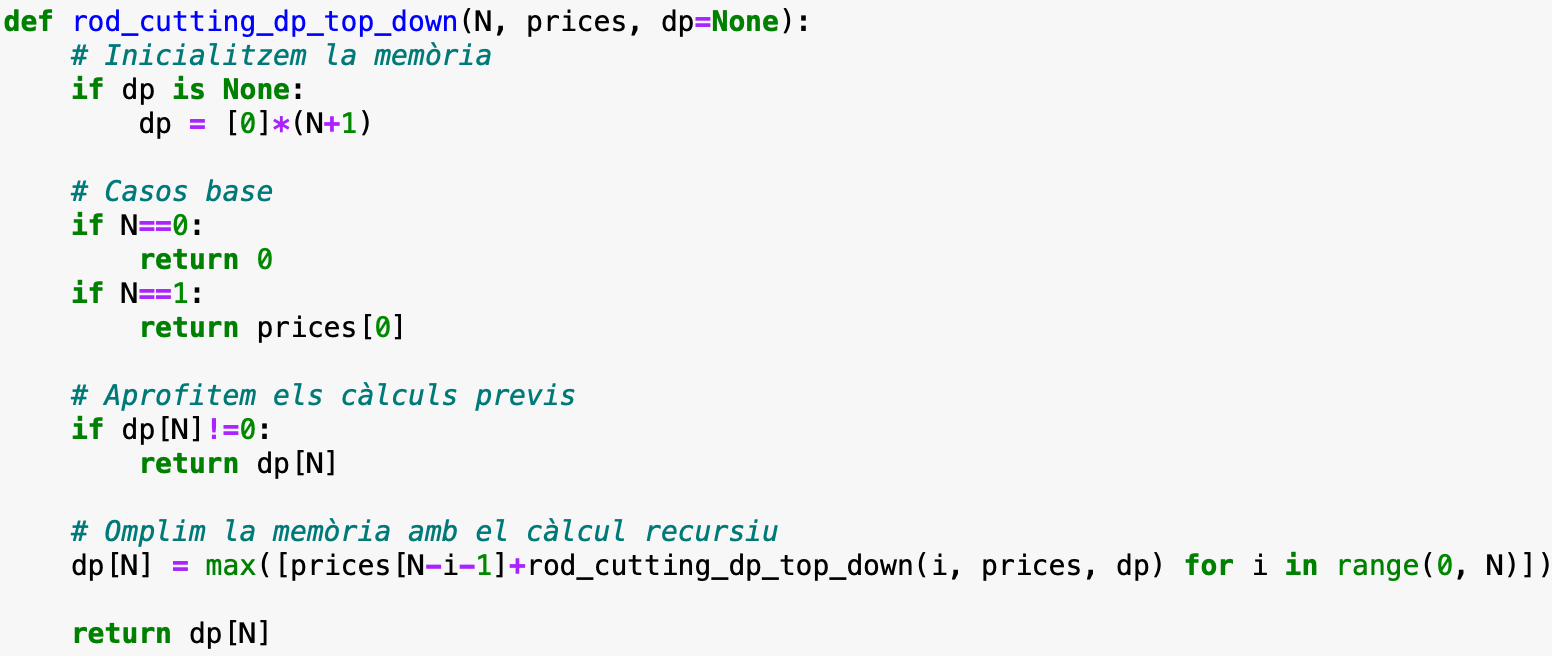 def rod_cutting_dp_top_down(N, prices, dp=None):
    # Inicialitzem la memòria
    if dp is None:
        dp = [0]*(N+1)

    # Casos base
    if N==0:
        return 0
    if N==1:
        return prices[0]

    # Aprofitem els càlculs previs
    if dp[N]!=0:
        return dp[N]

    # Omplim la memòria amb el càlcul recursiu
    dp[N] = max([prices[N-i-1]+rod_cutting_dp_top_down(i, prices, dp) for i in range(0, N)])

    return dp[N]